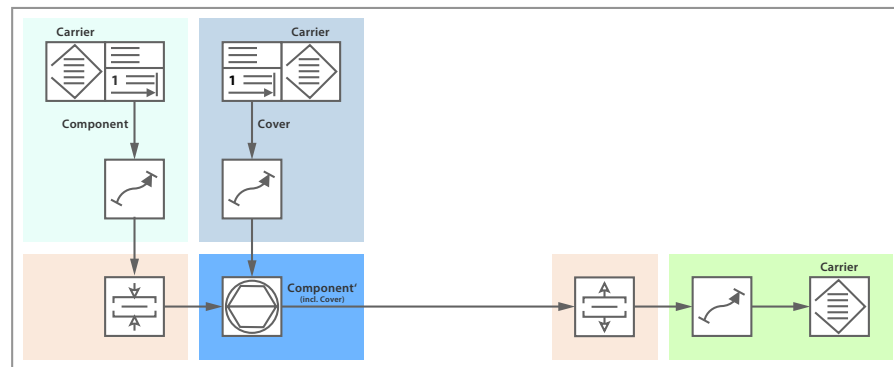 Carrier
Carrier
1
1
Component
Cover
Component’
(incl. Cover)
Carrier